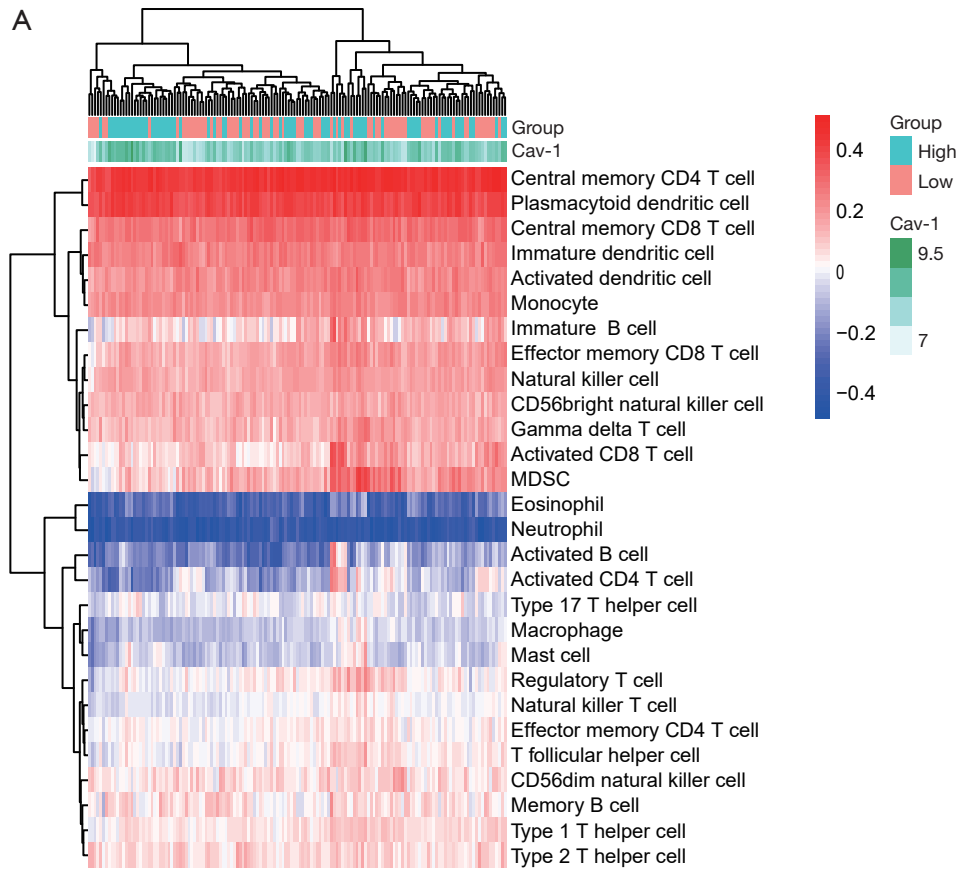 A
Group
Cav-1
Central memory CD4 T cell
Plasmacytoid dendritic cell
Central memory CD8 T cell
Immature dendritic cell
Activated dendritic cell
Monocyte
Immature B cell
Effector memory CD8 T cell
Natural killer cell
CD56bright natural killer cell
Gamma delta T cell
Activated CD8 T cell
MDSC
Eosinophil
Neutrophil
Activated B cell
Activated CD4 T cell
Type 17 T helper cell
Macrophage
Mast cell
Regulatory T cell
Natural killer T cell
Effector memory CD4 T cell
T follicular helper cell
CD56dim natural killer cell
Memory B cell
Type 1 T helper cell
Type 2 T helper cell
0.4
0.2
0
−0.2
−0.4
Group
High
Low
Cav-1
9.5
7